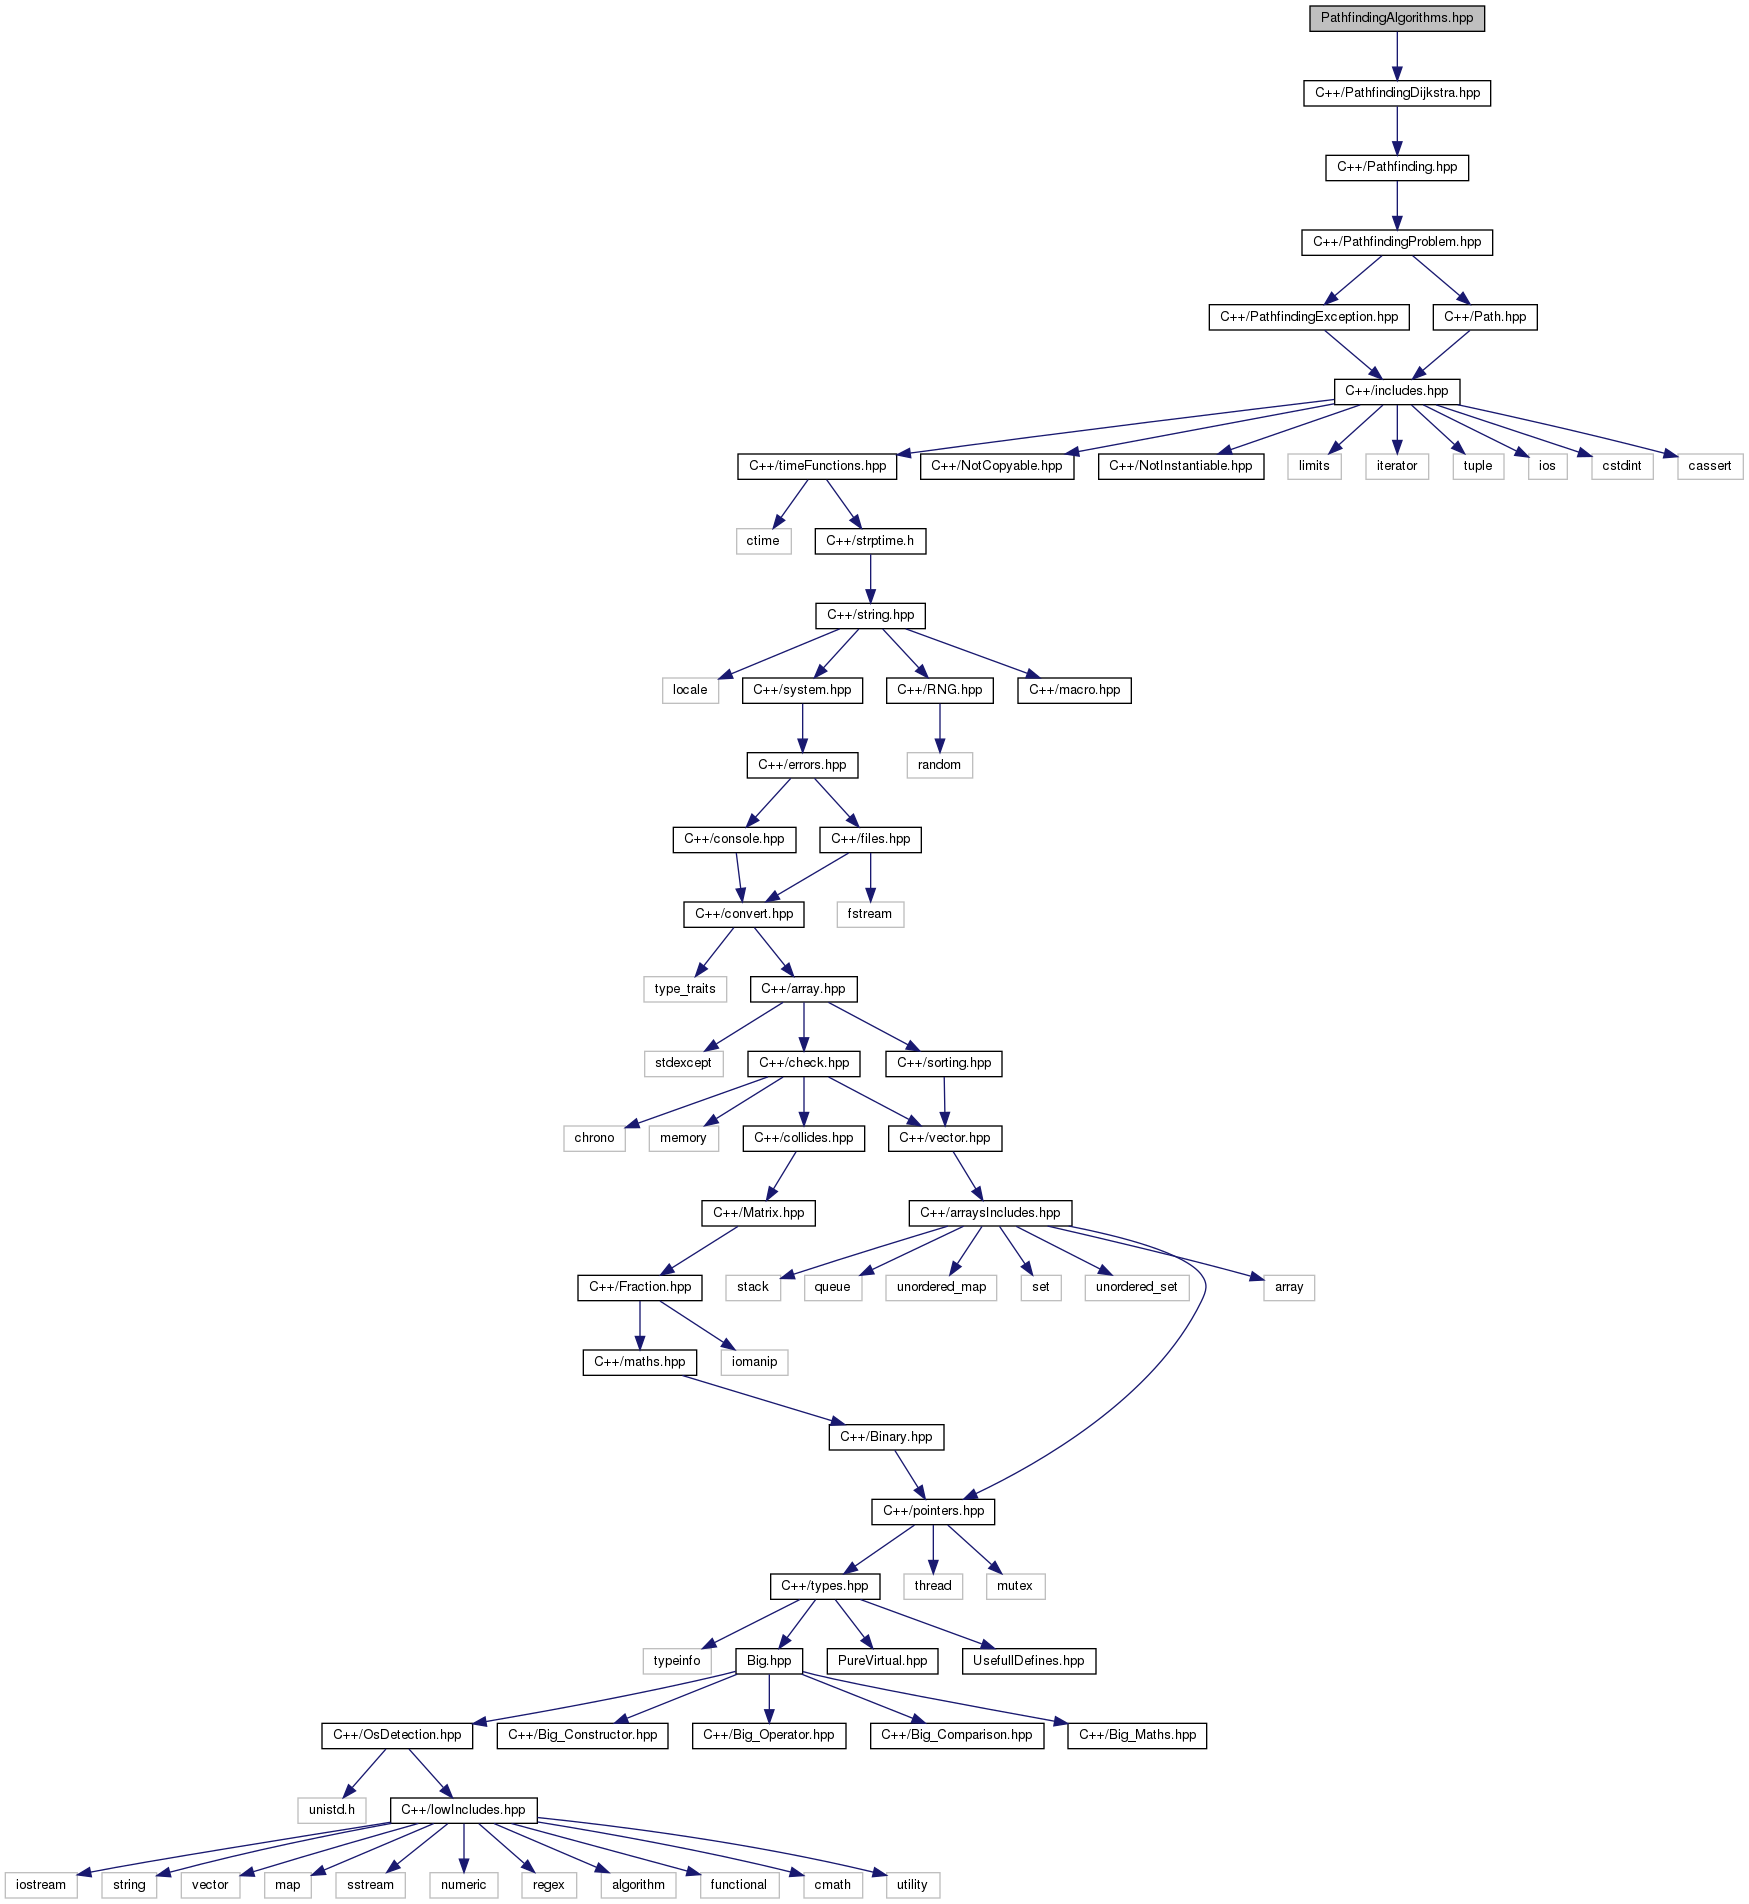 PathfindingAlgorithms.hpp
C++/PathfindingDijkstra.hpp
C++/Pathfinding.hpp
C++/PathfindingProblem.hpp
C++/PathfindingException.hpp
C++/Path.hpp
C++/includes.hpp
C++/timeFunctions.hpp
C++/NotCopyable.hpp
C++/NotInstantiable.hpp
limits
iterator
tuple
ios
cstdint
cassert
ctime
C++/strptime.h
C++/string.hpp
locale
C++/system.hpp
C++/RNG.hpp
C++/macro.hpp
C++/errors.hpp
random
C++/console.hpp
C++/files.hpp
C++/convert.hpp
fstream
type_traits
C++/array.hpp
stdexcept
C++/check.hpp
C++/sorting.hpp
chrono
memory
C++/collides.hpp
C++/vector.hpp
C++/Matrix.hpp
C++/arraysIncludes.hpp
C++/Fraction.hpp
stack
queue
unordered_map
set
unordered_set
array
C++/maths.hpp
iomanip
C++/Binary.hpp
C++/pointers.hpp
C++/types.hpp
thread
mutex
typeinfo
Big.hpp
PureVirtual.hpp
UsefullDefines.hpp
C++/OsDetection.hpp
C++/Big_Constructor.hpp
C++/Big_Operator.hpp
C++/Big_Comparison.hpp
C++/Big_Maths.hpp
unistd.h
C++/lowIncludes.hpp
iostream
string
vector
map
sstream
numeric
regex
algorithm
functional
cmath
utility